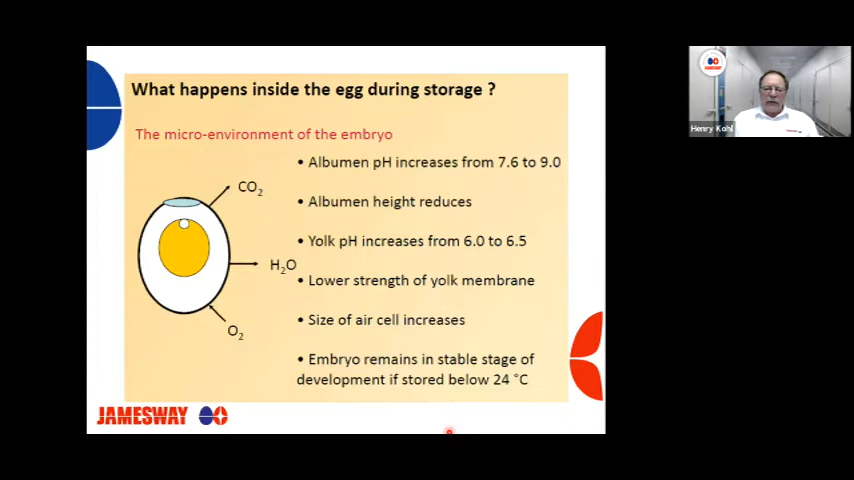 What happens inside the egg during storage ?
The micro-environment of the embryo
• Albumen pH increases from 7.6 to 9.0
CO2
• Albumen height reduces
• Yolk pH increases from 6.0 to 6.5
H2O
• Lower strength of yolk membrane
• Size of air cell increases
O2
• Embryo remains in stable stage of
development if stored below 24 °C
JAMESWAY
JAMESWAY
Henry Kohl